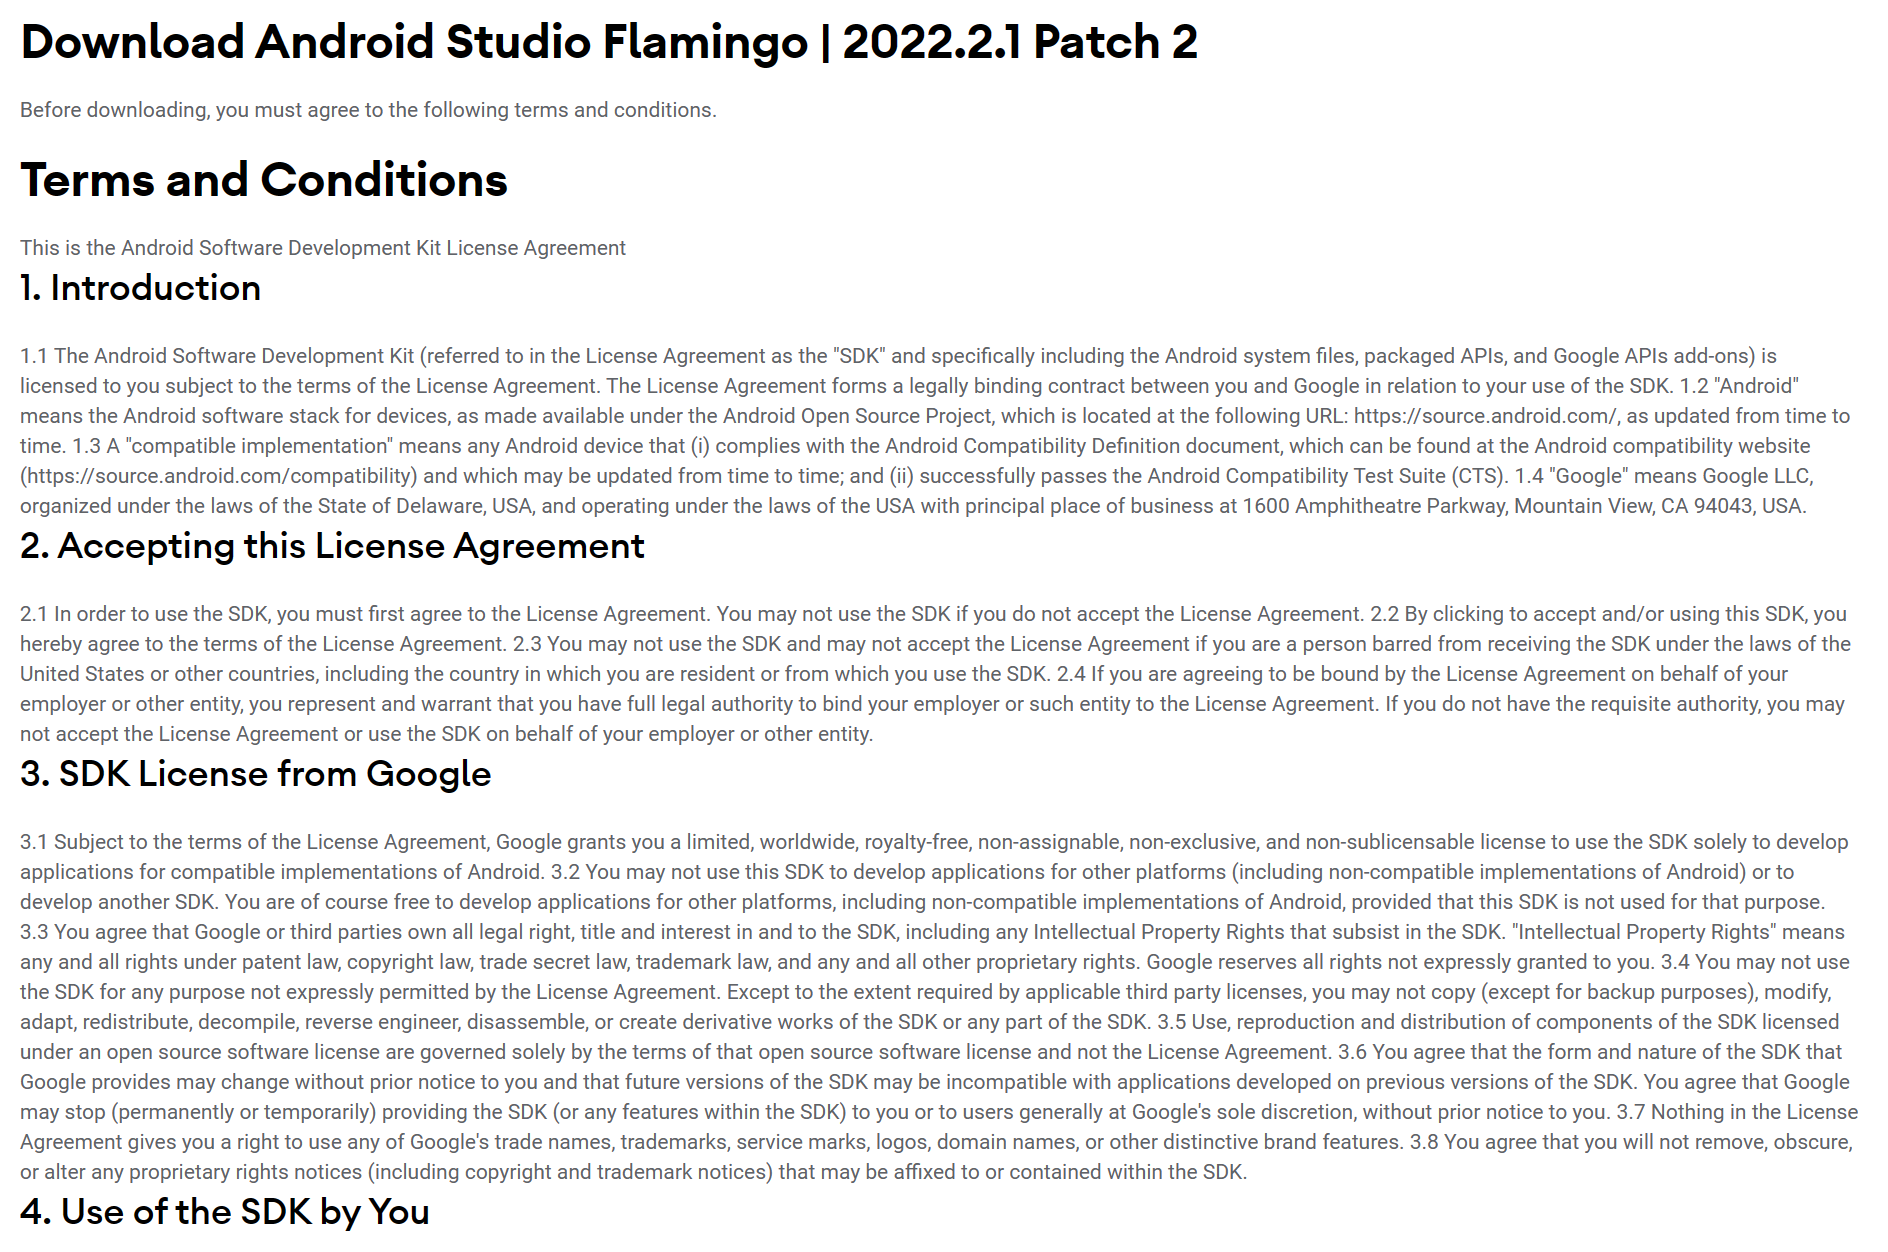 Download Android Studio Flamingo | 2022.2.1 Patch 2
Before downloading, you must agree to the following terms and conditions.
Terms and Conditions
This is the Android Software Development Kit License Agreement
1. Introduction
1.1 The Android Software Development Kit (referred to in the License Agreement as the "SDK" and specifically including the Android system files, packaged APIs, and Google APIs add-ons) is
licensed to you subject to the terms of the License Agreement. The License Agreement forms a legally binding contract between you and Google in relation to your use of the SDK. 1.2 "Android"
means the Android software stack for devices, as made available under the Android Open Source Project, which is located at the following URL: https://source.android.com/, as updated from time to
time. 1.3 A "compatible implementation" means any Android device that (i) complies with the Android Compatibility Definition document, which can be found at the Android compatibility website
(https://source.android.com/compatibility) and which may be updated from time to time; and (ii) successfully passes the Android Compatibility Test Suite (CTS). 1.4 "Google" means Google LLC,
organized under the laws of the State of Delaware, USA, and operating under the laws of the USA with principal place of business at 1600 Amphitheatre Parkway, Mountain View, CA 94043, USA.
2. Accepting this License Agreement
2.1 In order to use the SDK, you must first agree to the License Agreement. You may not use the SDK if you do not accept the License Agreement. 2.2 By clicking to accept and/or using this SDK, you
hereby agree to the terms of the License Agreement. 2.3 You may not use the SDK and may not accept the License Agreement if you are a person barred from receiving the SDK under the laws of the
United States or other countries, including the country in which you are resident or from which you use the SDK. 2.4 If you are agreeing to be bound by the License Agreement on behalf of your
employer or other entity, you represent and warrant that you have full legal authority to bind your employer or such entity to the License Agreement. If you do not have the requisite authority, you may
not accept the License Agreement or use the SDK on behalf of your employer or other entity.
3. SDK License from Google
3.1 Subject to the terms of the License Agreement, Google grants you a limited, worldwide, royalty-free, non-assignable, non-exclusive, and non-sublicensable license to use the SDK solely to develop
applications for compatible implementations of Android. 3.2 You may not use this SDK to develop applications for other platforms (including non-compatible implementations of Android) or to
develop another SDK. You are of course free to develop applications for other platforms, including non-compatible implementations of Android, provided that this SDK is not used for that purpose.
3.3 You agree that Google or third parties own all legal right, title and interest in and to the SDK, including any Intellectual Property Rights that subsist in the SDK. "Intellectual Property Rights" means
any and all rights under patent law, copyright law, trade secret law, trademark law, and any and all other proprietary rights. Google reserves all rights not expressly granted to you. 3.4 You may not use
the SDK for any purpose not expressly permitted by the License Agreement. Except to the extent required by applicable third party licenses, you may not copy (except for backup purposes), modify,
adapt, redistribute, decompile, reverse engineer, disassemble, or create derivative works of the SDK or any part of the SDK. 3.5 Use, reproduction and distribution of components of the SDK licensed
under an open source software license are governed solely by the terms of that open source software license and not the License Agreement. 3.6 You agree that the form and nature of the SDK that
Google provides may change without prior notice to you and that future versions of the SDK may be incompatible with applications developed on previous versions of the SDK. You agree that Google
may stop (permanently or temporarily) providing the SDK (or any features within the SDK) to you or to users generally at Google's sole discretion, without prior notice to you. 3.7 Nothing in the License
Agreement gives you a right to use any of Google's trade names, trademarks, service marks, logos, domain names, or other distinctive brand features. 3.8 You agree that you will not remove, obscure,
or alter any proprietary rights notices (including copyright and trademark notices) that may be affixed to or contained within the SDK.
4. Use of the SDK by You